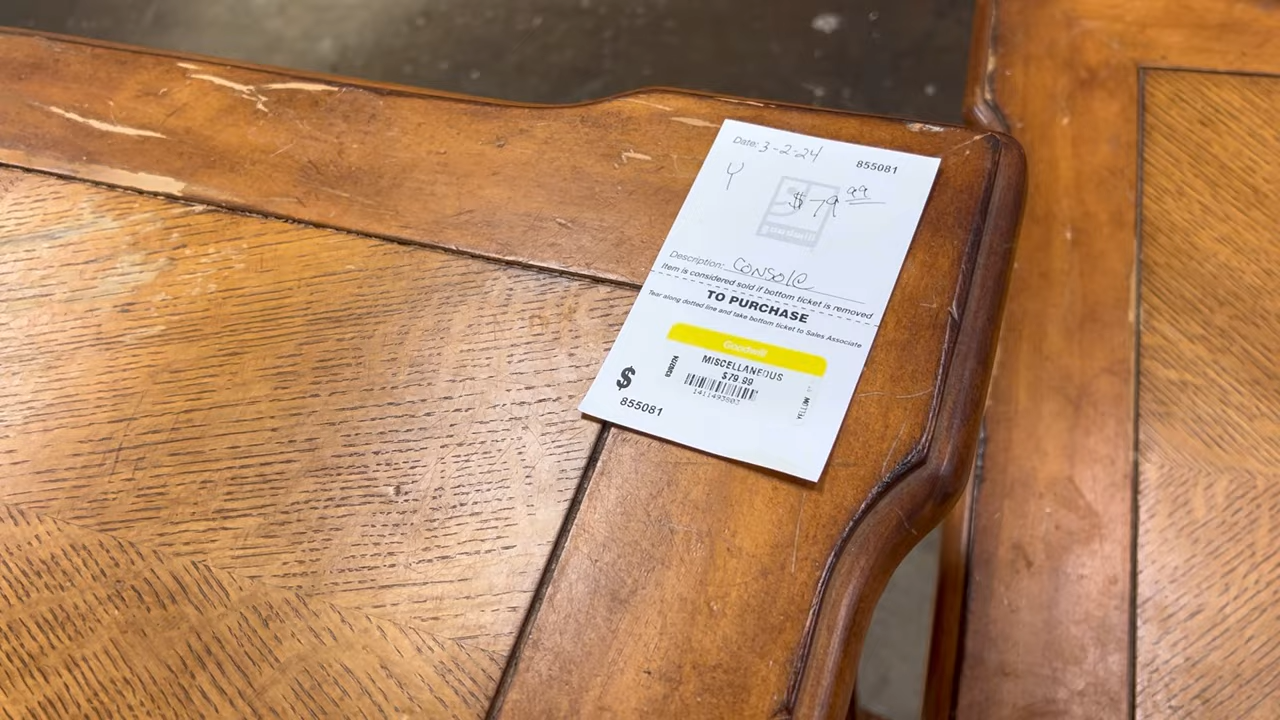 Date: 3-2-24
855081
Y
$79.99
goodwill
Description: CONSOLE
Item is considered sold if bottom ticket is removed
TO PURCHASE
Tear along dotted line and take bottom ticket to Sales Associate
Goodwill
MISCELLANEOUS
$79.99
$
855081
YELLOW